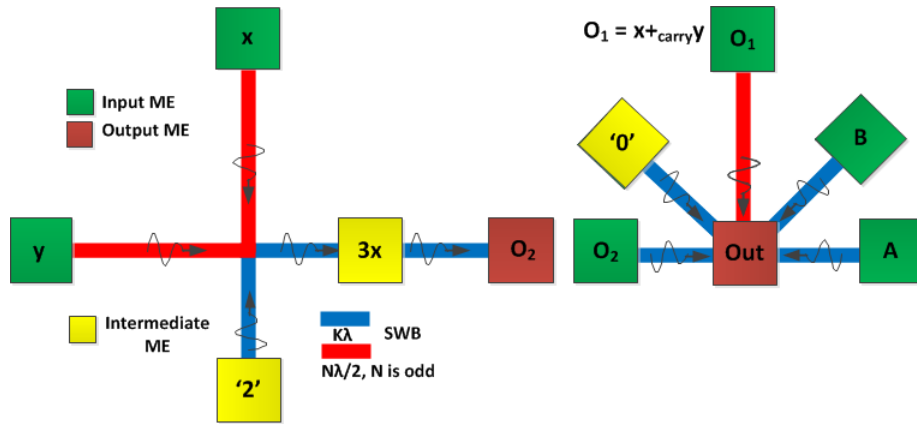 x
Input ME
Output ME
y
3x
O₂
Intermediate ME
'2'
Kλ
SWB
Nλ/2, N is odd
O₁ = x+carryy
O₁
'0'
B
O₂
Out
A